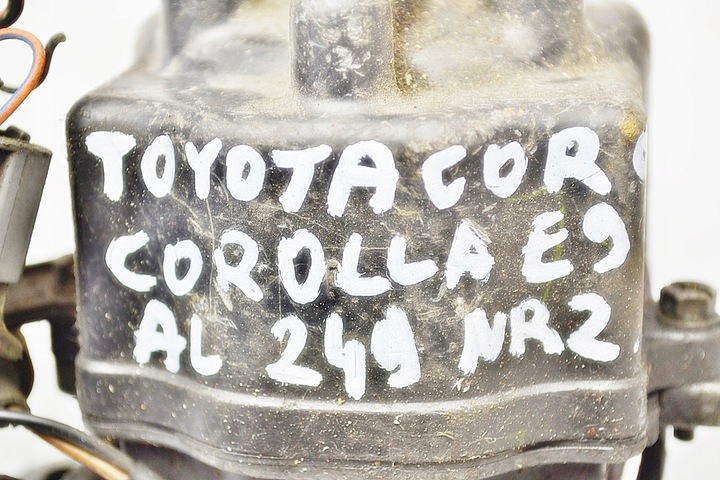 TOYOTA COR
COROLLA E9
AL 249 NR2.